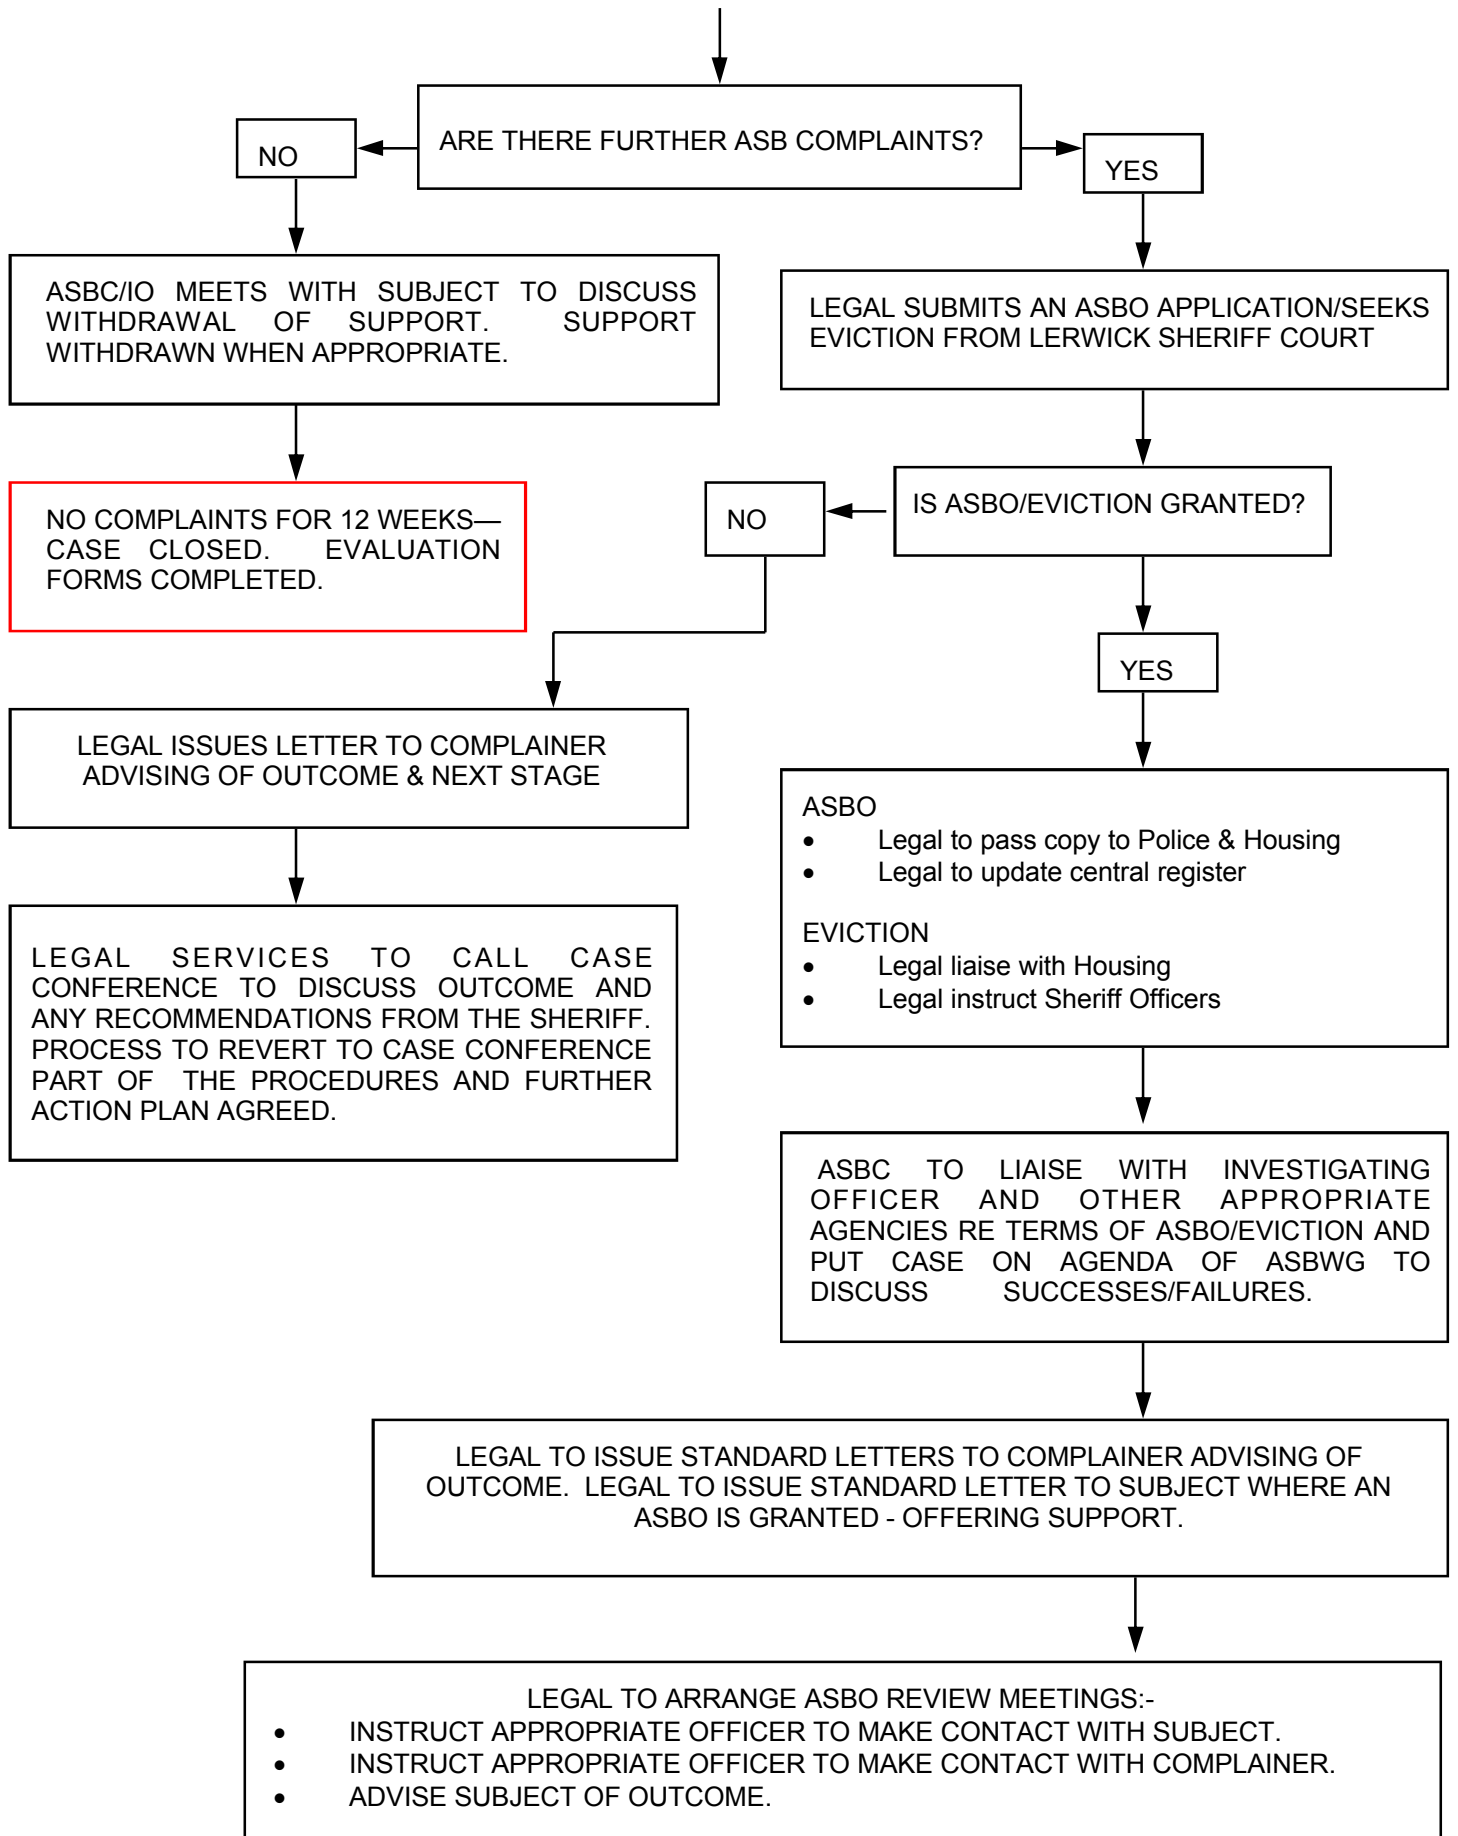 ARE THERE FURTHER ASB COMPLAINTS?
NO
YES
ASBC/IO MEETS WITH SUBJECT TO DISCUSS
WITHDRAWAL OF SUPPORT. SUPPORT
WITHDRAWN WHEN APPROPRIATE.
LEGAL SUBMITS AN ASBO APPLICATION/SEEKS
EVICTION FROM LERWICK SHERIFF COURT
NO COMPLAINTS FOR 12 WEEKS—
CASE CLOSED. EVALUATION
FORMS COMPLETED.
NO
IS ASBO/EVICTION GRANTED?
YES
LEGAL ISSUES LETTER TO COMPLAINER
ADVISING OF OUTCOME & NEXT STAGE
ASBO
• Legal to pass copy to Police & Housing
• Legal to update central register
EVICTION
• Legal liaise with Housing
• Legal instruct Sheriff Officers
LEGAL SERVICES TO CALL CASE
CONFERENCE TO DISCUSS OUTCOME AND
ANY RECOMMENDATIONS FROM THE SHERIFF.
PROCESS TO REVERT TO CASE CONFERENCE
PART OF THE PROCEDURES AND FURTHER
ACTION PLAN AGREED.
ASBC TO LIAISE WITH INVESTIGATING
OFFICER AND OTHER APPROPRIATE
AGENCIES RE TERMS OF ASBO/EVICTION AND
PUT CASE ON AGENDA OF ASBWG TO
DISCUSS SUCCESSES/FAILURES.
LEGAL TO ISSUE STANDARD LETTERS TO COMPLAINER ADVISING OF
OUTCOME. LEGAL TO ISSUE STANDARD LETTER TO SUBJECT WHERE AN
ASBO IS GRANTED - OFFERING SUPPORT.
LEGAL TO ARRANGE ASBO REVIEW MEETINGS:-
• INSTRUCT APPROPRIATE OFFICER TO MAKE CONTACT WITH SUBJECT.
• INSTRUCT APPROPRIATE OFFICER TO MAKE CONTACT WITH COMPLAINER.
• ADVISE SUBJECT OF OUTCOME.